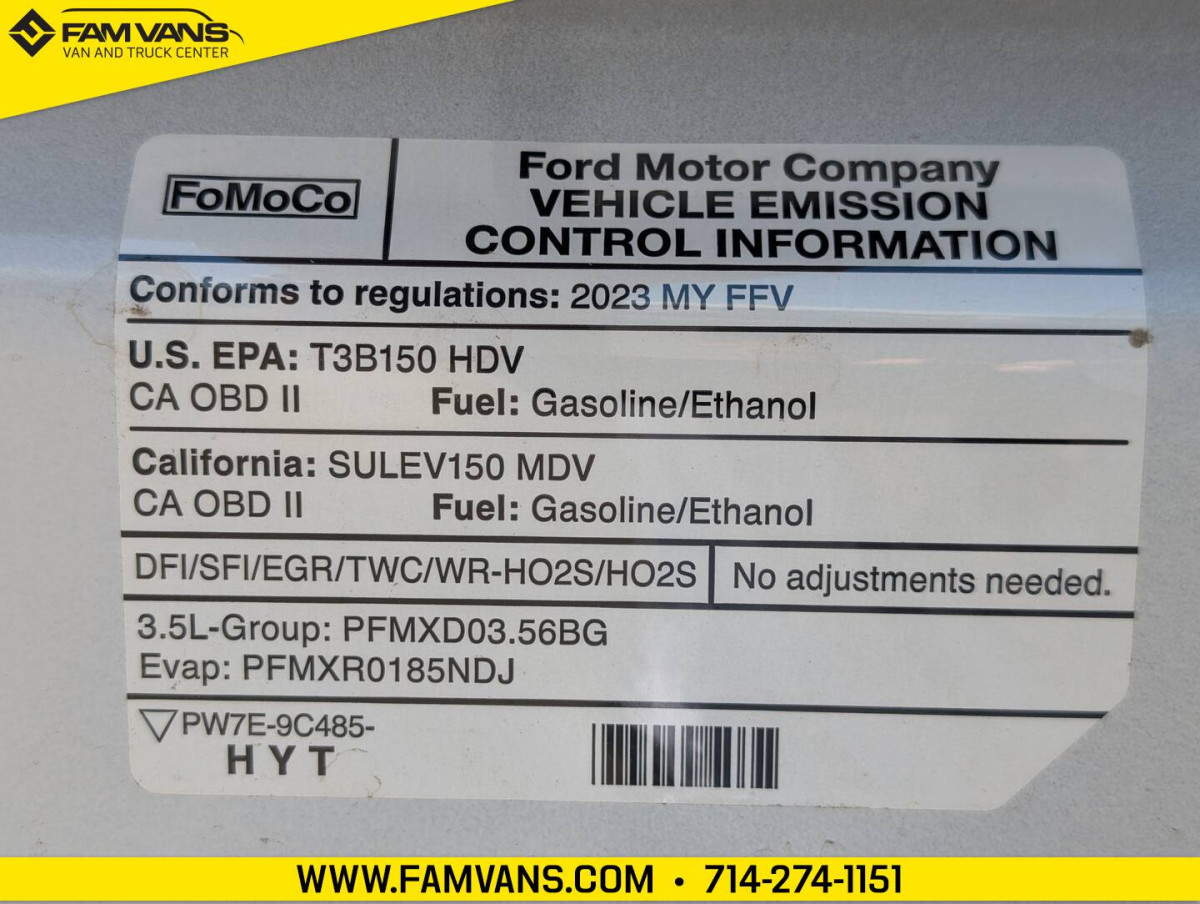 FAM VANS
VAN AND TRUCK CENTER
FoMoCo
Ford Motor Company
VEHICLE EMISSION
CONTROL INFORMATION
Conforms to regulations: 2023 MY FFV
U.S. EPA: T3B150 HDV
CA OBD II Fuel: Gasoline/Ethanol
California: SULEV150 MDV
CA OBD II Fuel: Gasoline/Ethanol
DFI/SFI/EGR/TWC/WR-HO2S/HO2S No adjustments needed.
3.5L-Group: PFMXD03.56BG
Evap: PFMXR0185NDJ
PW7E-9C485-
HYT
WWW.FAMVANS.COM • 714-274-1151